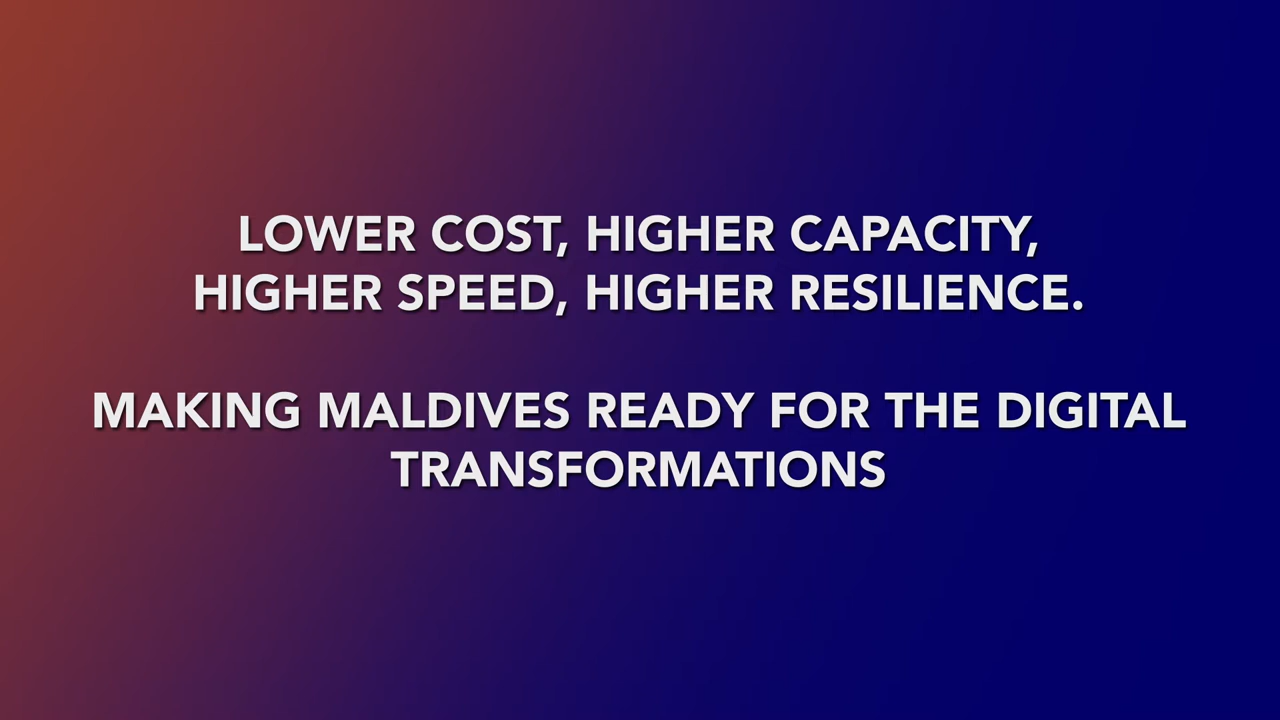 LOWER COST, HIGHER CAPACITY,
HIGHER SPEED, HIGHER RESILIENCE.
MAKING MALDIVES READY FOR THE DIGITAL
TRANSFORMATIONS